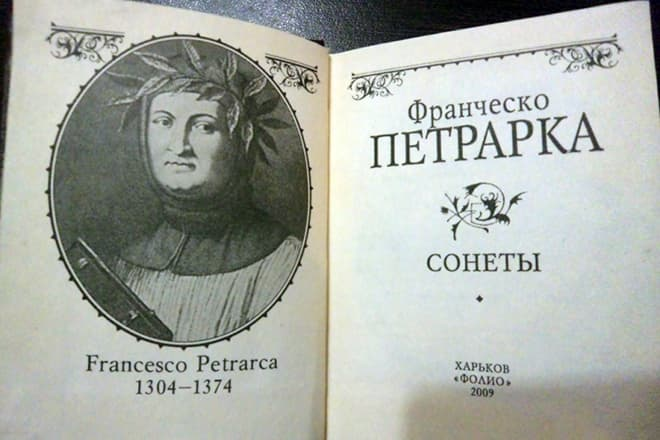 Francesco Petrarca
1304–1374
Франческо
ПЕТРАРКА
СОНЕТЫ
ХАРЬКОВ
«ФОЛИО»
2009